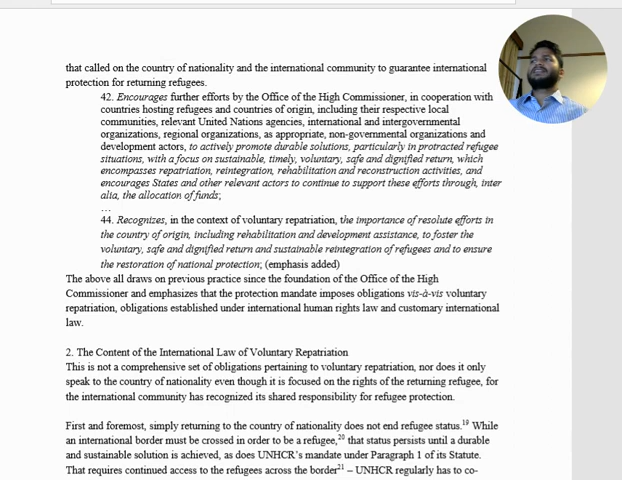 that called on the country of nationality and the international community to guarantee international
protection for returning refugees.
42. Encourages further efforts by the Office of the High Commissioner, in cooperation with
countries hosting refugees and countries of origin, including their respective local
communities, relevant United Nations agencies, international and intergovernmental
organizations, regional organizations, as appropriate, non-governmental organizations and
development actors, to actively promote durable solutions, particularly in protracted refugee
situations, with a focus on sustainable, timely, voluntary, safe and dignified return, which
encompasses repatriation, reintegration, rehabilitation and reconstruction activities, and
encourages States and other relevant actors to continue to support these efforts through, inter
alia, the allocation of funds;
…
44. Recognizes, in the context of voluntary repatriation, the importance of resolute efforts in
the country of origin, including rehabilitation and development assistance, to foster the
voluntary, safe and dignified return and sustainable reintegration of refugees and to ensure
the restoration of national protection; (emphasis added)
The above all draws on previous practice since the foundation of the Office of the High
Commissioner and emphasizes that the protection mandate imposes obligations vis-à-vis voluntary
repatriation, obligations established under international human rights law and customary international
law.
2. The Content of the International Law of Voluntary Repatriation
This is not a comprehensive set of obligations pertaining to voluntary repatriation, nor does it only
speak to the country of nationality even though it is focused on the rights of the returning refugee, for
the international community has recognized its shared responsibility for refugee protection.
First and foremost, simply returning to the country of nationality does not end refugee status.19 While
an international border must be crossed in order to be a refugee,20 that status persists until a durable
and sustainable solution is achieved, as does UNHCR's mandate under Paragraph 1 of its Statute.
That requires continued access to the refugees across the border21 – UNHCR regularly has to co-